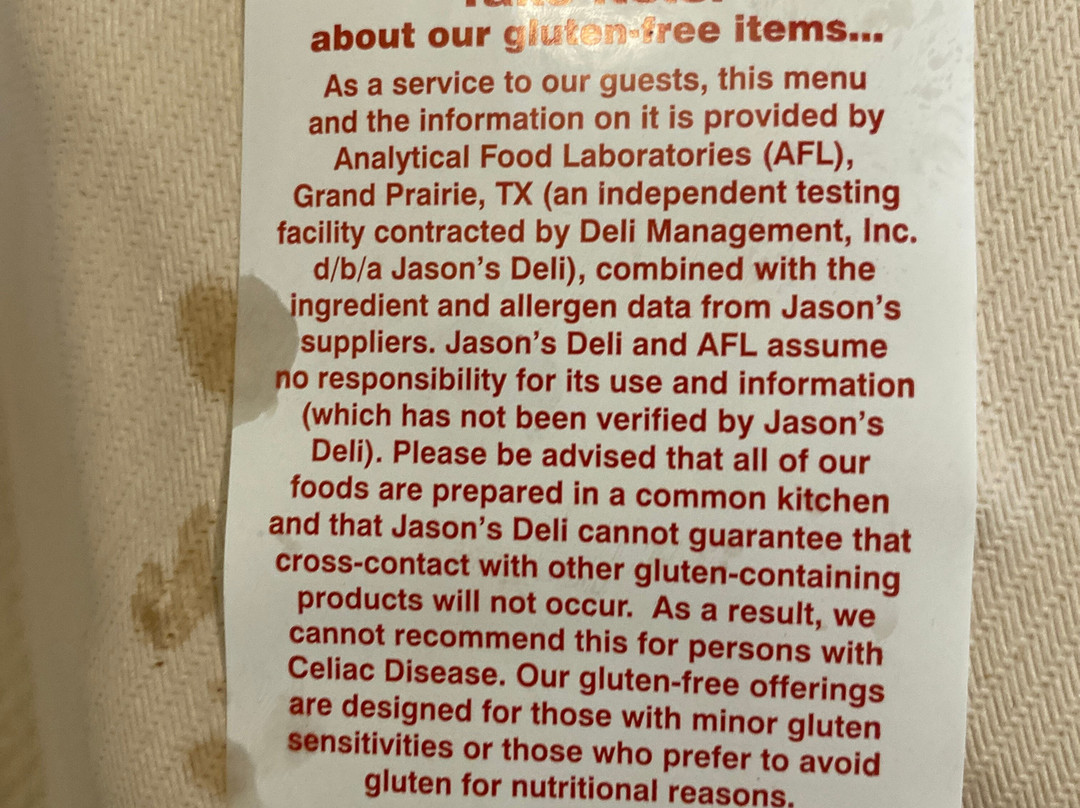 about our gluten-free items...
As a service to our guests, this menu
and the information on it is provided by
Analytical Food Laboratories (AFL),
Grand Prairie, TX (an independent testing
facility contracted by Deli Management, Inc.
d/b/a Jason's Deli), combined with the
ingredient and allergen data from Jason's
suppliers. Jason's Deli and AFL assume
no responsibility for its use and information
(which has not been verified by Jason's
Deli). Please be advised that all of our
foods are prepared in a common kitchen
and that Jason's Deli cannot guarantee that
cross-contact with other gluten-containing
products will not occur. As a result, we
cannot recommend this for persons with
Celiac Disease. Our gluten-free offerings
are designed for those with minor gluten
sensitivities or those who prefer to avoid
gluten for nutritional reasons.